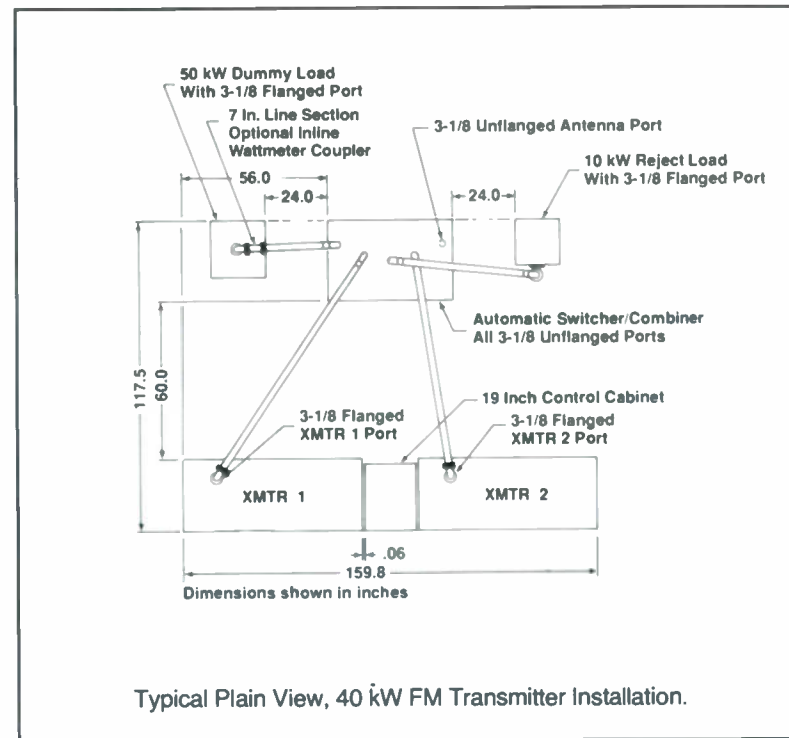 50 kW Dummy Load
With 3-1/8 Flanged Port
7 In. Line Section
Optional Inline
Wattmeter Coupler
3-1/8 Unflanged Antenna Port
10 kW Reject Load
With 3-1/8 Flanged Port
56.0
24.0
24.0
Automatic Switcher/Combiner
All 3-1/8 Unflanged Ports
117.5
60.0
19 Inch Control Cabinet
3-1/8 Flanged
XMTR 1 Port
3-1/8 Flanged
XMTR 2 Port
XMTR 1
XMTR 2
.06
159.8
Dimensions shown in inches
Typical Plain View, 40 kW FM Transmitter Installation.